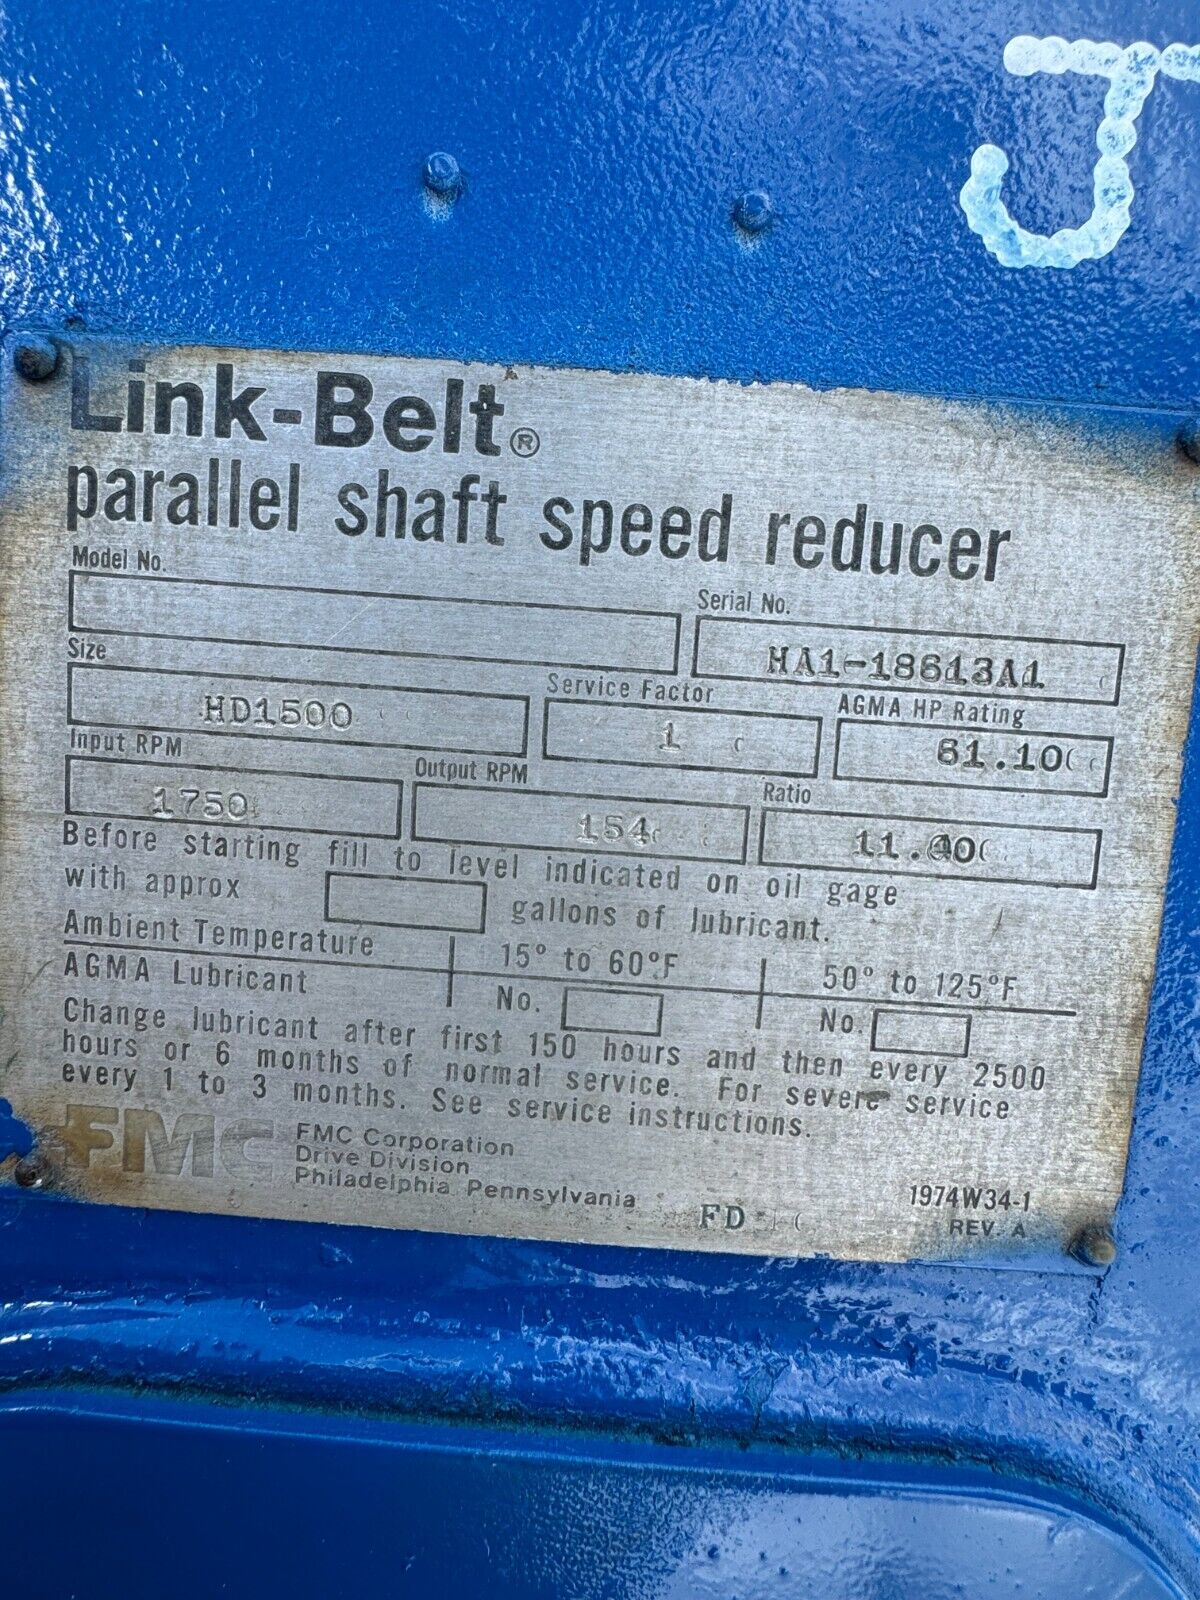 J
Link-Belt®
parallel shaft speed reducer
Model No.
Serial No.
HA1-18613A1
Size
HD1500
Service Factor
1
AGMA HP Rating
61.10
Input RPM
1750
Output RPM
154
Ratio
Before starting fill to level indicated on oil gage
with approx gallons of lubricant.
Ambient Temperature 15° to 60°F 50° to 125°F
AGMA Lubricant No. No.
Change lubricant after first 150 hours and then every 2500
hours or 6 months of normal service. For severe service
every 1 to 3 months. See service instructions.
FMC
FMC Corporation
Drive Division
Philadelphia Pennsylvania
FD
1974W34-1
REV. A